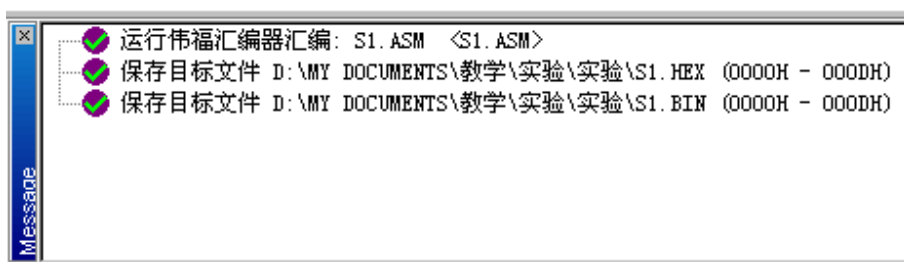 运行伟福汇编器汇编: S1.ASM <S1.ASM>
保存目标文件 D:\MY DOCUMENTS\教学\实验\实验\S1.HEX (0000H - 000DH)
保存目标文件 D:\MY DOCUMENTS\教学\实验\实验\S1.BIN (0000H - 000DH)
Message